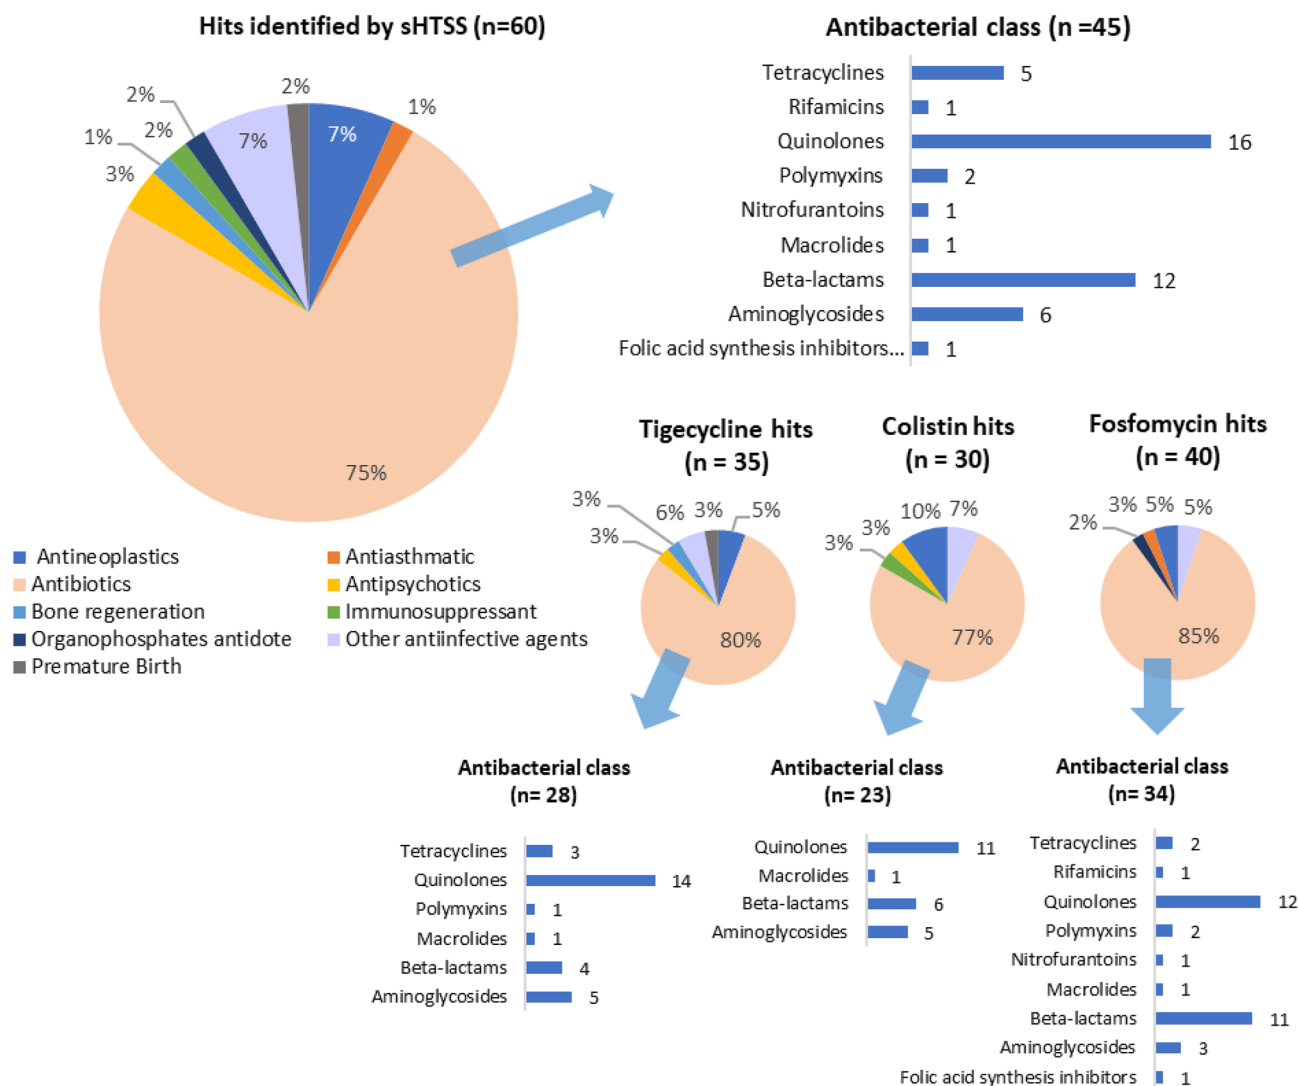 Hits identified by sHTSS (n=60)
2%
2%
1%
1%
2%
7%
7%
3%
75%
Antibacterial class (n =45)
Tetracyclines 5
Rifamicins 1
Quinolones 16
Polymyxins 2
Nitrofurantoins 1
Macrolides 1
Beta-lactams 12
Aminoglycosides 6
Folic acid synthesis inhibitors... 1
Antineoplastics
Antiasthmatic
Antibiotics
Antipsychotics
Bone regeneration
Immunosuppressant
Organophosphates antidote
Other antiinfective agents
Premature Birth
Tigecycline hits
(n = 35)
3%
6%
3%
5%
3%
80%
Colistin hits
(n = 30)
10%
7%
3%
3%
77%
Fosfomycin hits
(n = 40)
3%
5%
5%
2%
85%
Antibacterial class
(n= 28)
Tetracyclines 3
Quinolones 14
Polymyxins 1
Macrolides 1
Beta-lactams 4
Aminoglycosides 5
Antibacterial class
(n= 23)
Quinolones 11
Macrolides 1
Beta-lactams 6
Aminoglycosides 5
Antibacterial class
(n= 34)
Tetracyclines 2
Rifamicins 1
Quinolones 12
Polymyxins 2
Nitrofurantoins 1
Macrolides 1
Beta-lactams 11
Aminoglycosides 3
Folic acid synthesis inhibitors 1